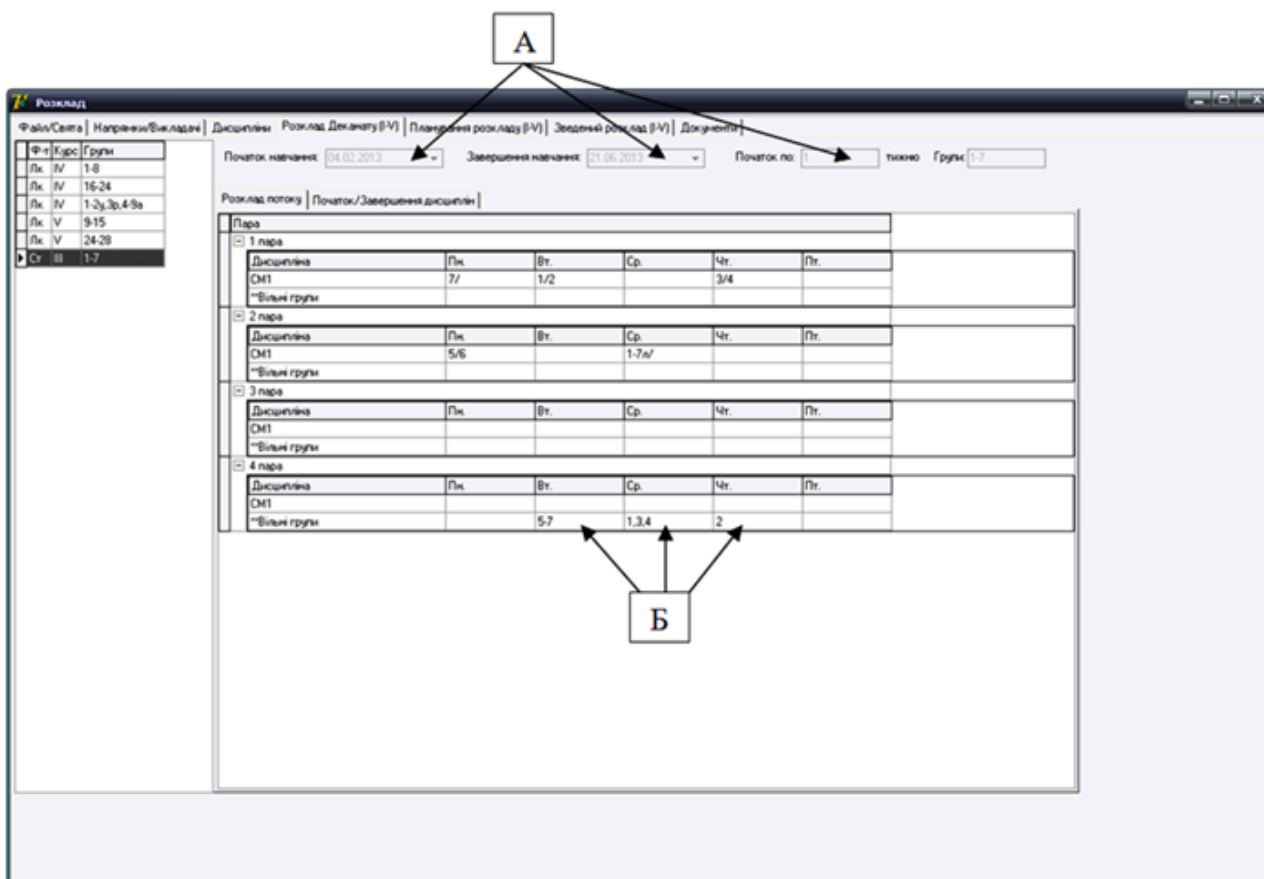 А
Розклад
Файл/Свята Напрямки/Викладачі Дисципліни Розклад Деканату (I-V) Планування розкладу (I-V) Зведений розклад (I-V) Документи
Ф-т Курс Групи
Лк. IV 1-8
Лк. IV 16-24
Лк. IV 1-2у,3р,4-9а
Лк. V 9-15
Лк. V 24-28
Ст III 1-7
Початок навчання: 04.02.2013 Завершення навчання: 21.06.2013 Початок по: 1 тижню Групи: 1-7
Розклад потоку Початок/Завершення дисциплін
Пара
1 пара
Дисципліна Пн. Вт. Ср. Чт. Пт.
СМ1 7/ 1/2 3/4
**Вільні групи
2 пара
Дисципліна Пн. Вт. Ср. Чт. Пт.
СМ1 5/6 1-7л/
**Вільні групи
3 пара
Дисципліна Пн. Вт. Ср. Чт. Пт.
СМ1
**Вільні групи
4 пара
Дисципліна Пн. Вт. Ср. Чт. Пт.
СМ1
**Вільні групи 5-7 1,3,4 2
Б